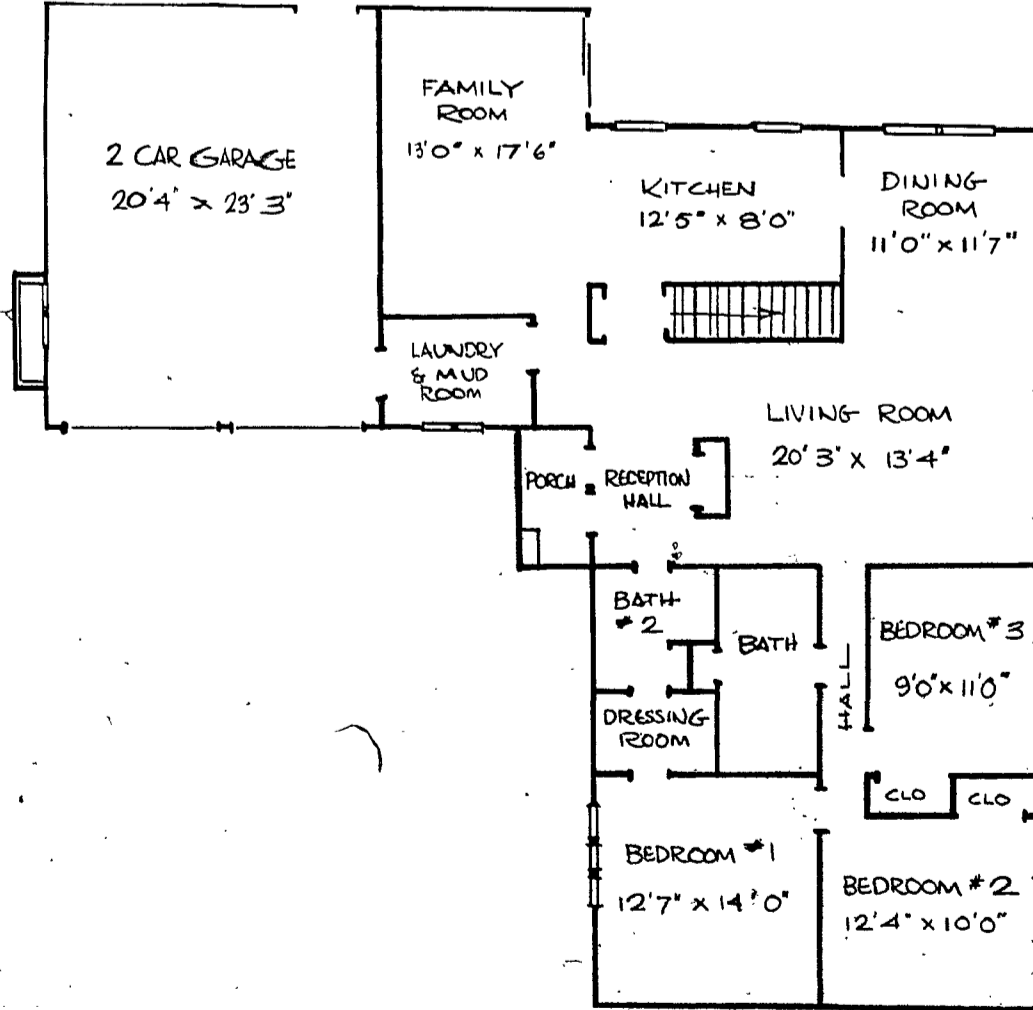 FAMILY
ROOM
13'0" x 17'6"
2 CAR GARAGE
20'4" x 23'3"
KITCHEN
12'5" x 8'0"
DINING
ROOM
11'0" x 11'7"
LAUNDRY
& MUD
ROOM
LIVING ROOM
20'3" x 13'4"
PORCH
RECEPTION
HALL
BATH
#2
BATH
HALL
BEDROOM #3
9'0" x 11'0"
DRESSING
ROOM
CLO
CLO
BEDROOM #1
12'7" x 14'0"
BEDROOM #2
12'4" x 10'0"